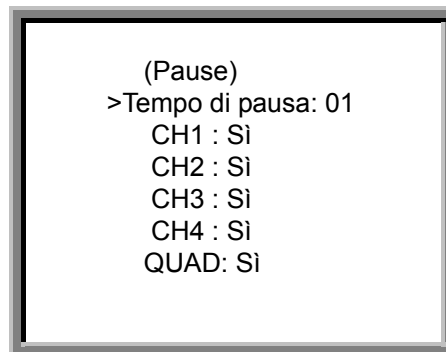 (Pause)
>Tempo di pausa: 01
CH1 : Sì
CH2 : Sì
CH3 : Sì
CH4 : Sì
QUAD: Sì